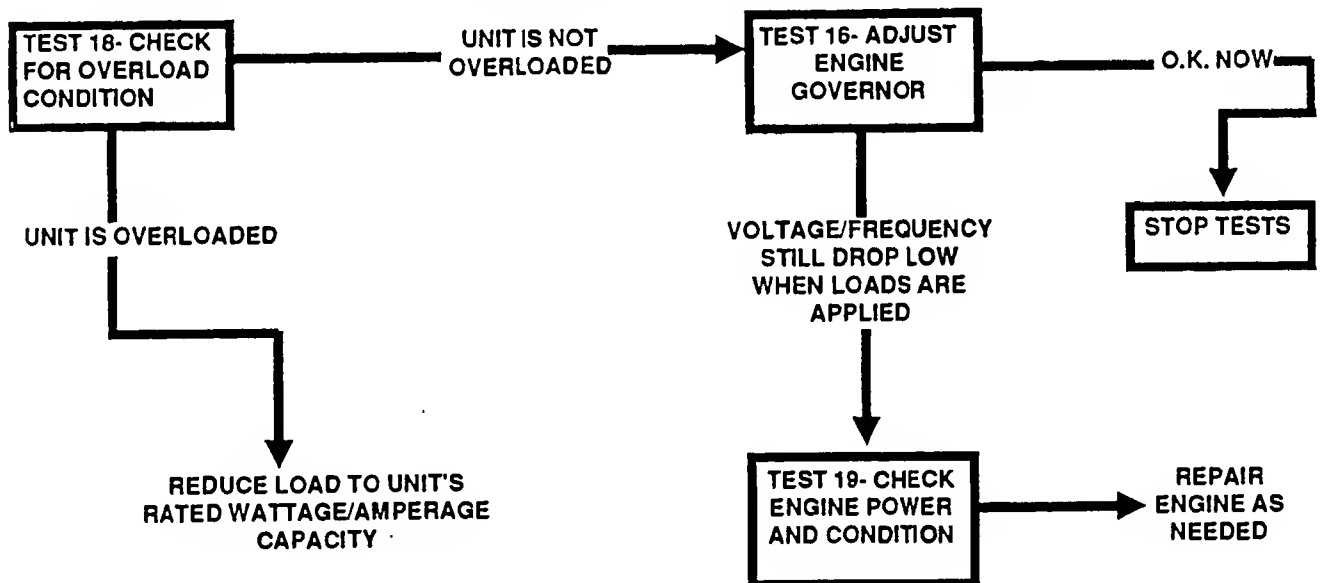 TEST 18- CHECK
FOR OVERLOAD
CONDITION
UNIT IS NOT
OVERLOADED
TEST 16- ADJUST
ENGINE
GOVERNOR
O.K. NOW
STOP TESTS
UNIT IS OVERLOADED
VOLTAGE/FREQUENCY
STILL DROP LOW
WHEN LOADS ARE
APPLIED
REDUCE LOAD TO UNIT'S
RATED WATTAGE/AMPERAGE
CAPACITY
TEST 19- CHECK
ENGINE POWER
AND CONDITION
REPAIR
ENGINE AS
NEEDED